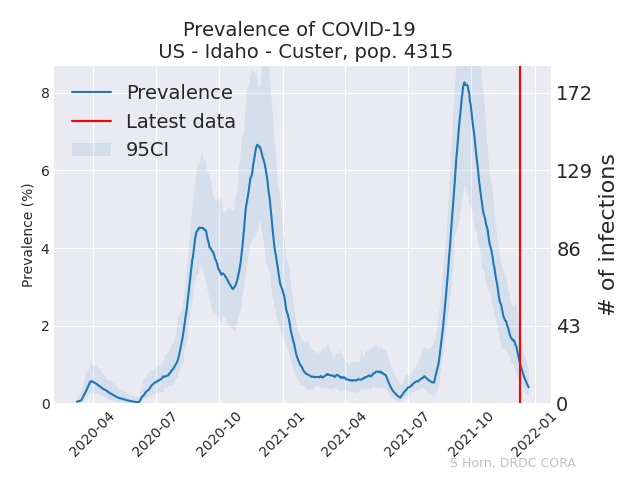 Prevalence of COVID-19
US - Idaho - Custer, pop. 4315
Prevalence
Latest data
95CI
Prevalence (%)
8
6
4
2
0
172
129
86
43
0
# of infections
2020-04
2020-07
2020-10
2021-01
2021-04
2021-07
2021-10
2022-01
S Horn, DRDC CORA